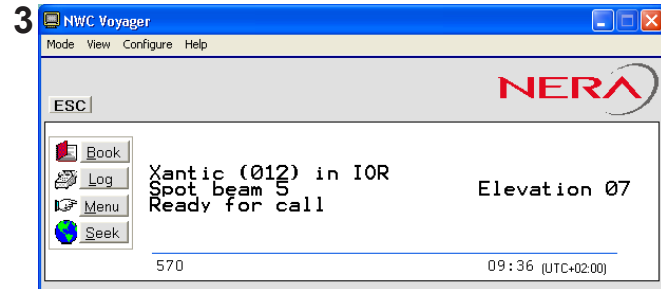 3
NWC Voyager
Mode View Configure Help
NERA
ESC
Book
Log
Menu
Seek
Xantic (012) in IOR
Spot beam 5
Ready for call
Elevation 07
570 09:36 (UTC+02:00)